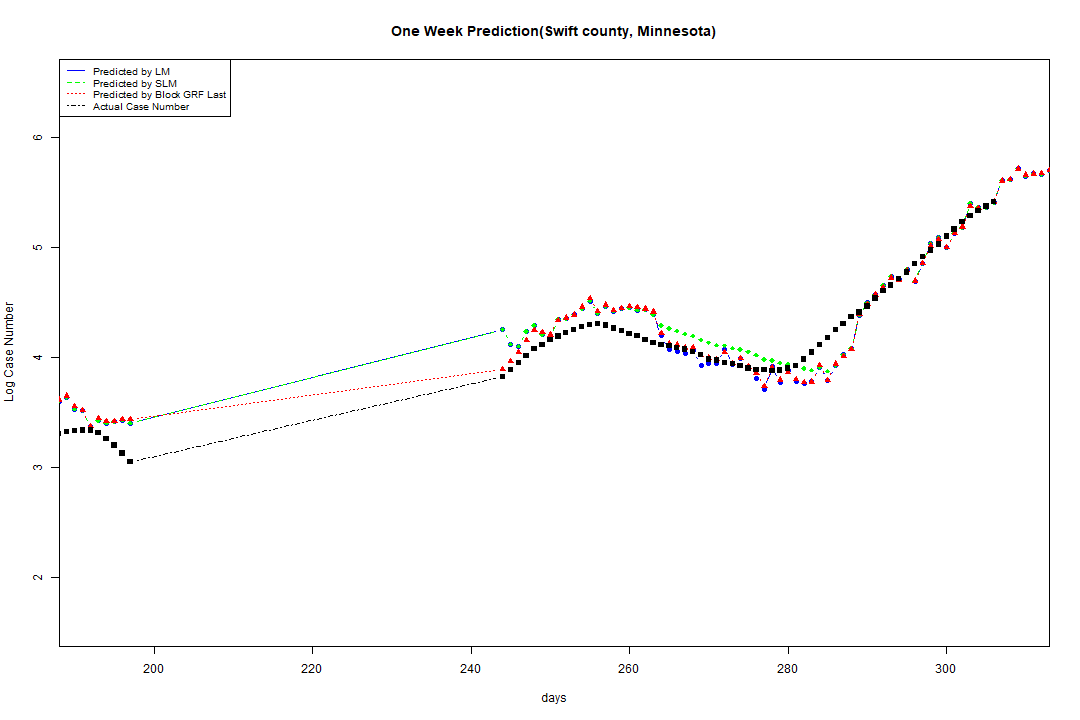 One Week Prediction(Swift county, Minnesota)
Predicted by LM
Predicted by SLM
Predicted by Block GRF Last
Actual Case Number
6
5
4
3
2
Log Case Number
200 220 240 260 280 300
days